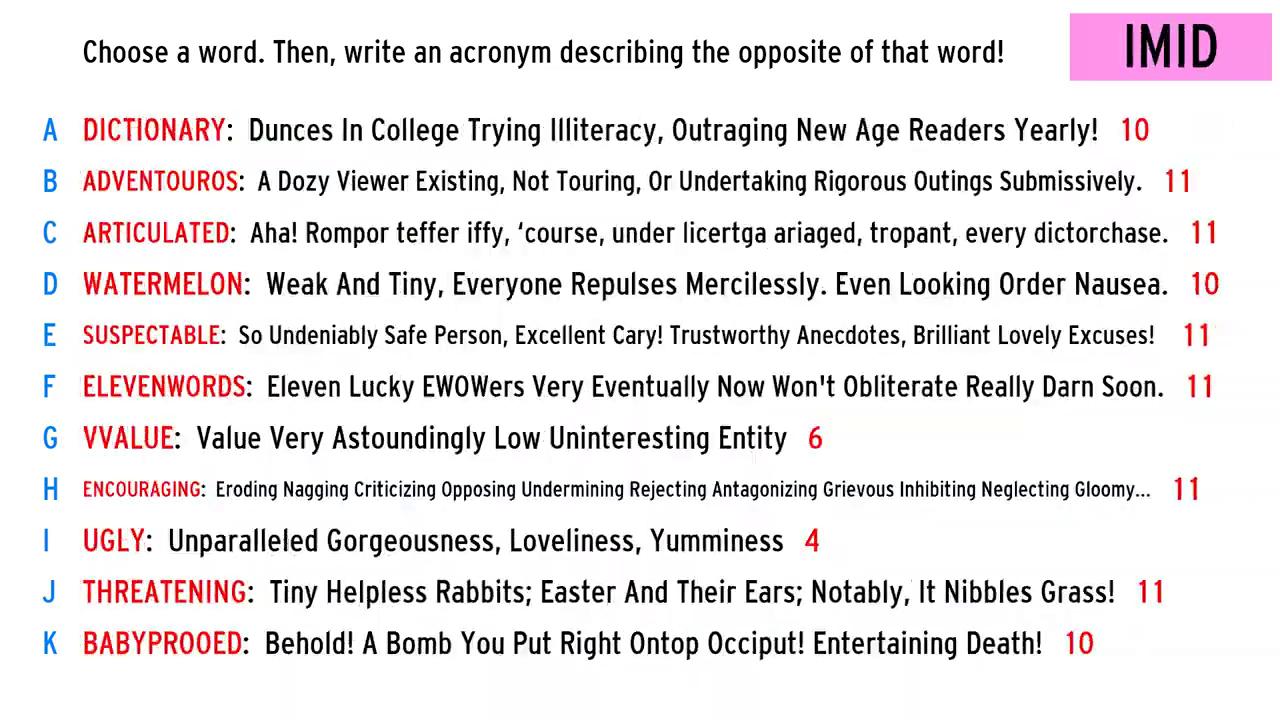 Choose a word. Then, write an acronym describing the opposite of that word!
IMID
A DICTIONARY: Dunces In College Trying Illiteracy, Outraging New Age Readers Yearly! 10
B ADVENTOUROS: A Dozy Viewer Existing, Not Touring, Or Undertaking Rigorous Outings Submissively. 11
C ARTICULATED: Aha! Rompor teffer iffy, ‘course, under licertga ariaged, tropant, every dictorchase. 11
D WATERMELON: Weak And Tiny, Everyone Repulses Mercilessly. Even Looking Order Nausea. 10
E SUSPECTABLE: So Undeniably Safe Person, Excellent Cary! Trustworthy Anecdotes, Brilliant Lovely Excuses! 11
F ELEVENWORDS: Eleven Lucky EWOWers Very Eventually Now Won't Obliterate Really Darn Soon. 11
G VVALUE: Value Very Astoundingly Low Uninteresting Entity 6
H ENCOURAGING: Eroding Nagging Criticizing Opposing Undermining Rejecting Antagonizing Grievous Inhibiting Neglecting Gloomy... 11
I UGLY: Unparalleled Gorgeousness, Loveliness, Yumminess 4
J THREATENING: Tiny Helpless Rabbits; Easter And Their Ears; Notably, It Nibbles Grass! 11
K BABYPROOED: Behold! A Bomb You Put Right Ontop Occiput! Entertaining Death! 10